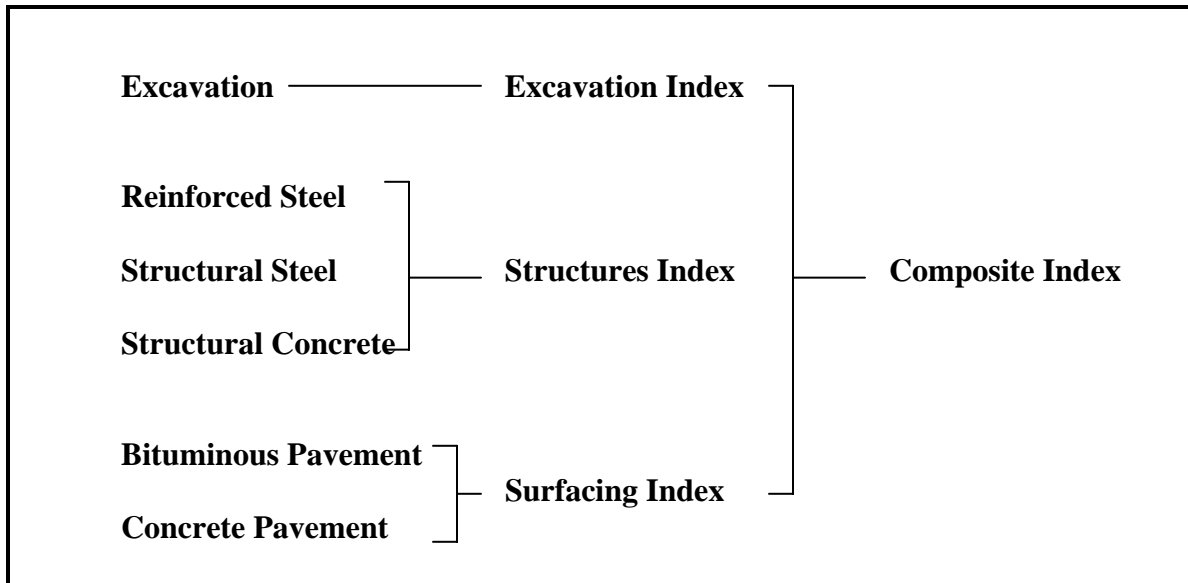 Excavation Excavation Index
Reinforced Steel
Structural Steel Structures Index Composite Index
Structural Concrete
Bituminous Pavement
Surfacing Index
Concrete Pavement